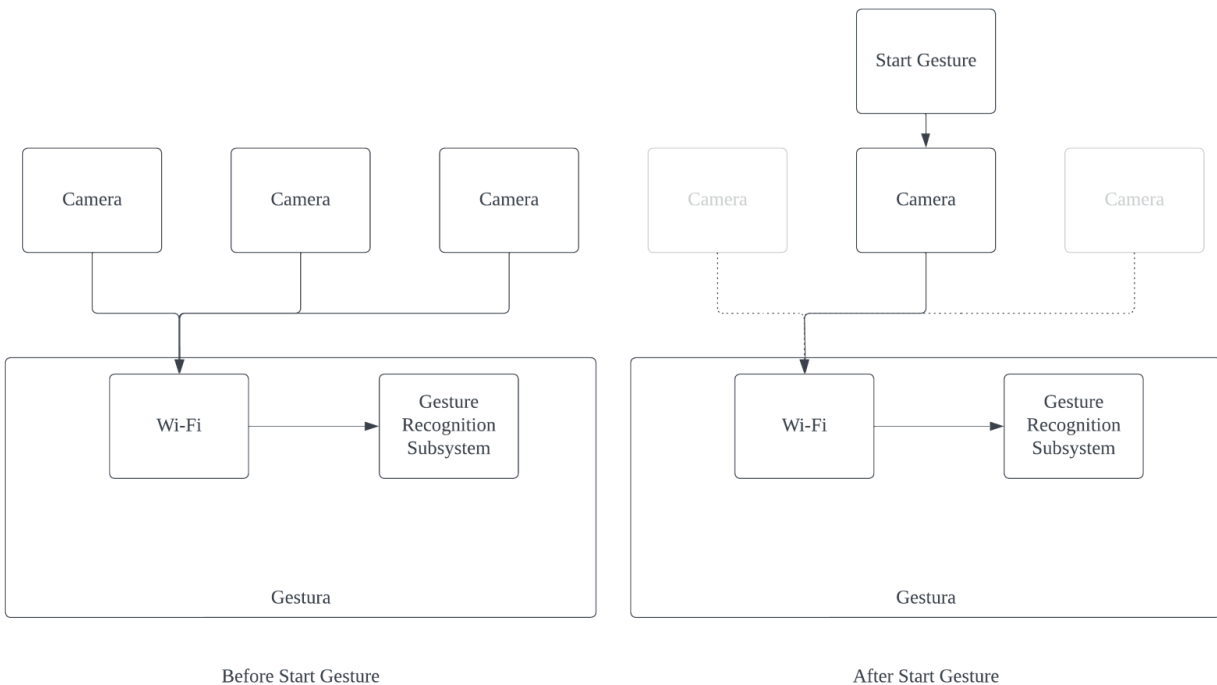 Start Gesture
Camera
Camera
Camera
Camera
Camera
Camera
Wi-Fi
Gesture
Recognition
Subsystem
Wi-Fi
Gesture
Recognition
Subsystem
Gestura
Gestura
Before Start Gesture
After Start Gesture